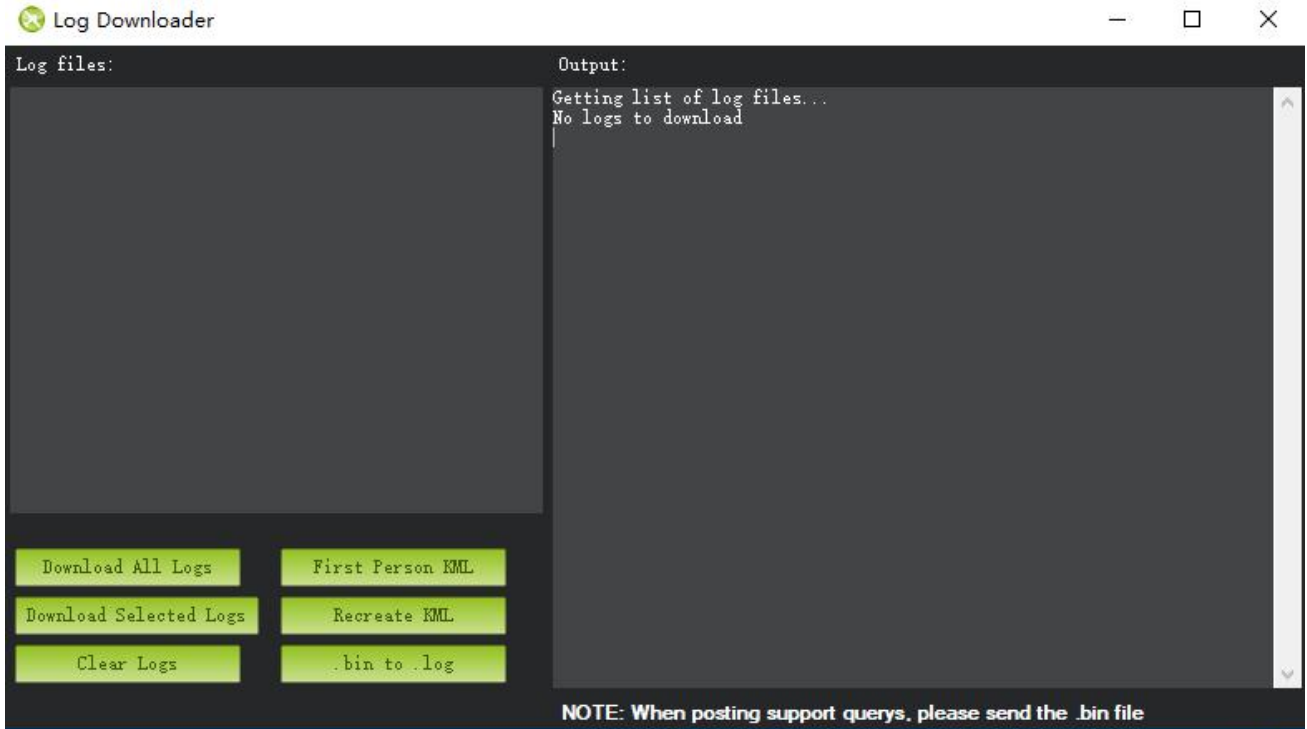 Log Downloader
Log files:
Output:
Getting list of log files...
No logs to download
Download All Logs
First Person KML
Download Selected Logs
Recreate KML
Clear Logs
.bin to .log
NOTE: When posting support querys, please send the .bin file